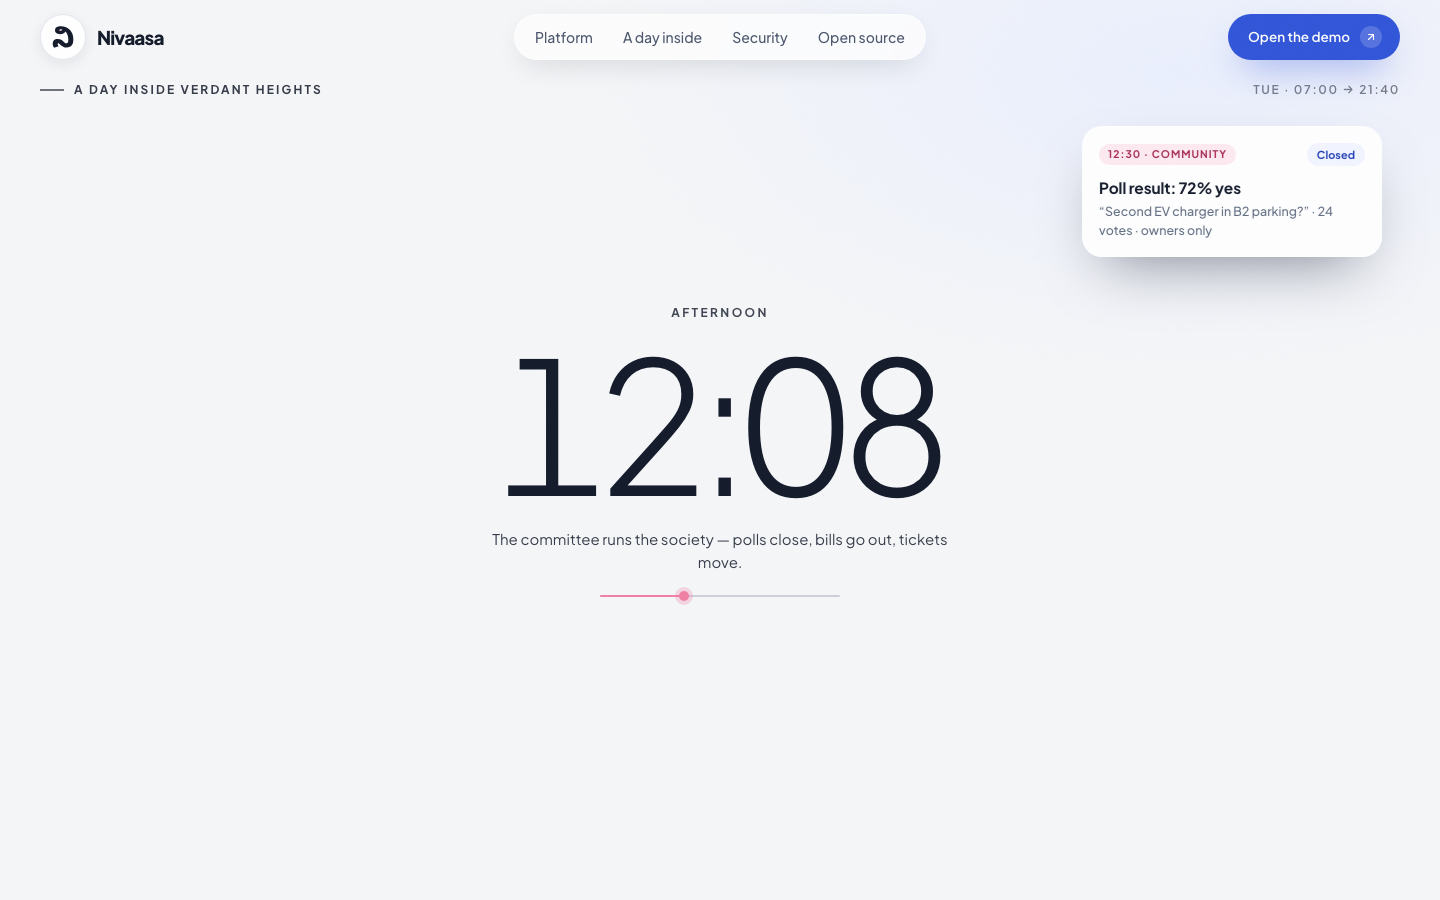 Nivaasa
Platform
A day inside
Security
Open source
Open the demo
A DAY INSIDE VERDANT HEIGHTS
TUE · 07:00 → 21:40
12:30 · COMMUNITY
Closed
Poll result: 72% yes
“Second EV charger in B2 parking?” · 24
votes · owners only
AFTERNOON
12:08
The committee runs the society — polls close, bills go out, tickets
move.